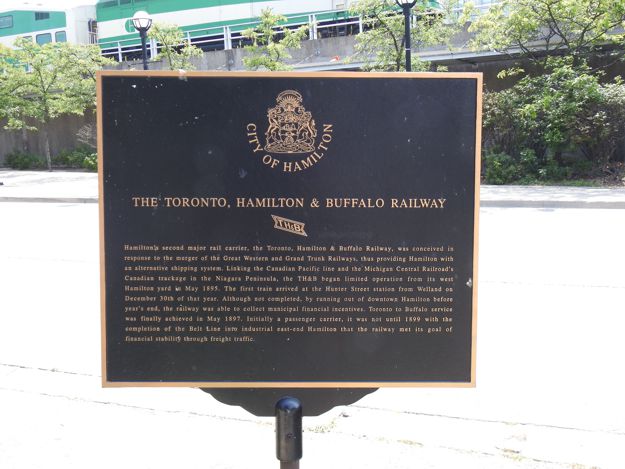 CITY OF HAMILTON
THE TORONTO, HAMILTON & BUFFALO RAILWAY
TH&B
Hamilton's second major rail carrier, the Toronto, Hamilton & Buffalo Railway, was conceived in
response to the merger of the Great Western and Grand Trunk Railways, thus providing Hamilton with
an alternative shipping system. Linking the Canadian Pacific line and the Michigan Central Railroad's
Canadian trackage in the Niagara Peninsula, the TH&B began limited operation from its west
Hamilton yard in May 1895. The first train arrived at the Hunter Street station from Welland on
December 30th of that year. Although not completed, by running out of downtown Hamilton before
year's end, the railway was able to collect municipal financial incentives. Toronto to Buffalo service
was finally achieved in May 1897. Initially a passenger carrier, it was not until 1899 with the
completion of the Belt Line into industrial east-end Hamilton that the railway met its goal of
financial stability through freight traffic.